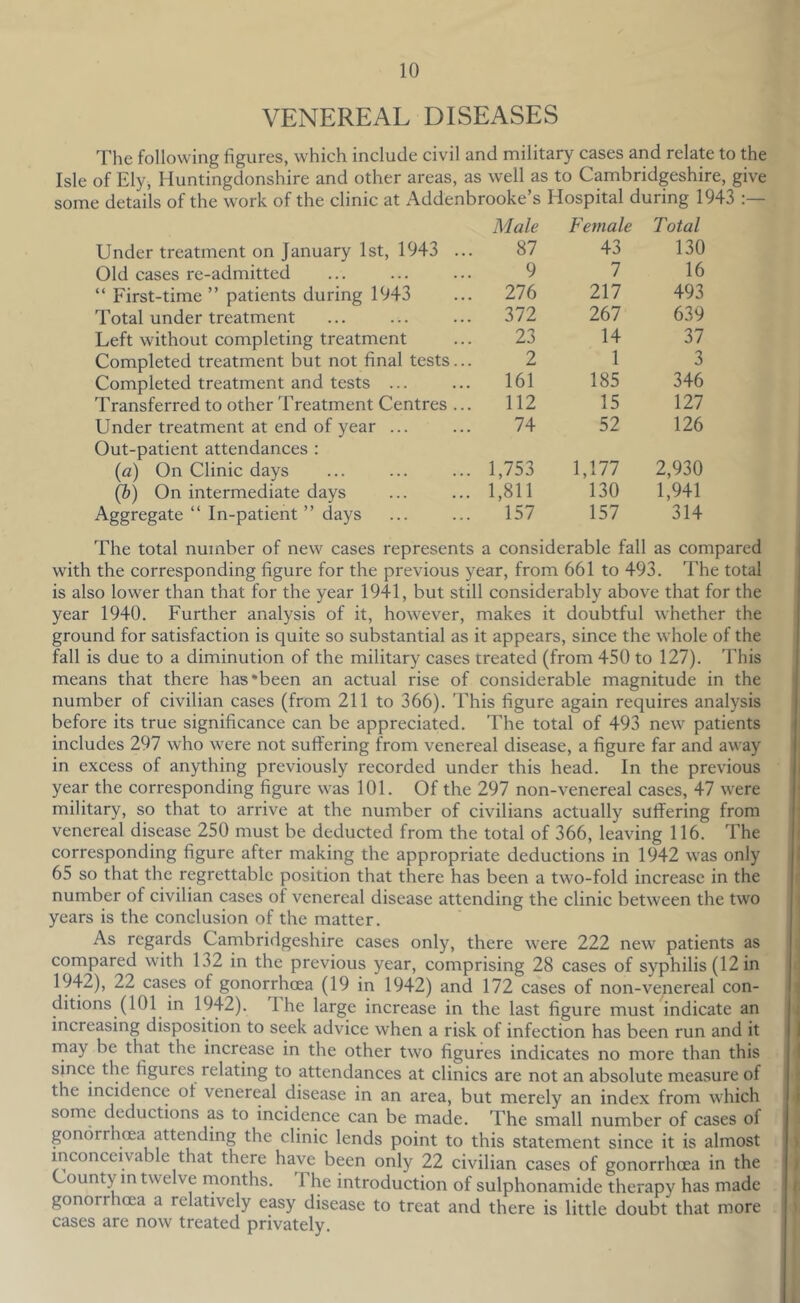 10
VENEREAL DISEASES
The following figures, which include civil and military cases and relate to the
Isle of Ely, Huntingdonshire and other areas, as well as to Cambridgeshire, give
some details of the work of the clinic at Addenbrooke's Hospital during 1943 :—
Male Female Total
Under treatment on January 1st, 1943 ... 87 43 130
Old cases re-admitted ... ... ... 9 7 16
“ First-time ” patients during 1943 ... 276 217 493
Total under treatment ... ... ... 372 267 639
Left without completing treatment ... 23 14 37
Completed treatment but not final tests... 2 1 3
Completed treatment and tests ... ... 161 185 346
Transferred to other Treatment Centres ... 112 15 127
Under treatment at end of year ... ... 74 52 126
Out-patient attendances :
(a) On Clinic days ... ... ... 1,753 1,177 2,930
(b) On intermediate days ... ... 1,811 130 1,941
Aggregate “ In-patient ” days ... ... 157 157 314
The total number of new cases represents a considerable fall as compared
with the corresponding figure for the previous year, from 661 to 493. The total
is also lower than that for the year 1941, but still considerably above that for the
year 1940. Further analysis of it, however, makes it doubtful whether the
ground for satisfaction is quite so substantial as it appears, since the whole of the
fall is due to a diminution of the military cases treated (from 450 to 127). This
means that there has•been an actual rise of considerable magnitude in the
number of civilian cases (from 211 to 366). This figure again requires analysis
before its true significance can be appreciated. The total of 493 new patients
includes 297 who were not suffering from venereal disease, a figure far and away
in excess of anything previously recorded under this head. In the previous
year the corresponding figure was 101. Of the 297 non-venereal cases, 47 were
military, so that to arrive at the number of civilians actually suffering from
venereal disease 250 must be deducted from the total of 366, leaving 116. The
corresponding figure after making the appropriate deductions in 1942 was only
65 so that the regrettable position that there has been a two-fold increase in the
number of civilian cases of venereal disease attending the clinic between the two
years is the conclusion of the matter.
As regards Cambridgeshire cases only, there were 222 new patients as
compared with 132 in the previous year, comprising 28 cases of syphilis (12 in
1942), 22 cases of gonorrhœa (19 in 1942) and 172 cases of non-venereal con-
ditions (101 in 1942). The large increase in the last figure must indicate an
increasing disposition to seek advice when a risk of infection has been run and it
may be that the increase in the other two figures indicates no more than this
since the figures relating to attendances at clinics are not an absolute measure of
the incidence of venereal disease in an area, but merely an index from which
some deductions as to incidence can be made. The small number of cases of
gonorrhœa attending the clinic lends point to this statement since it is almost
inconceivable that there have been only 22 civilian cases of gonorrhœa in the
County in twelve months. The introduction of sulphonamide therapy has made
gonorrhœa a relatively easy disease to treat and there is little doubt that more
cases are now treated privately.